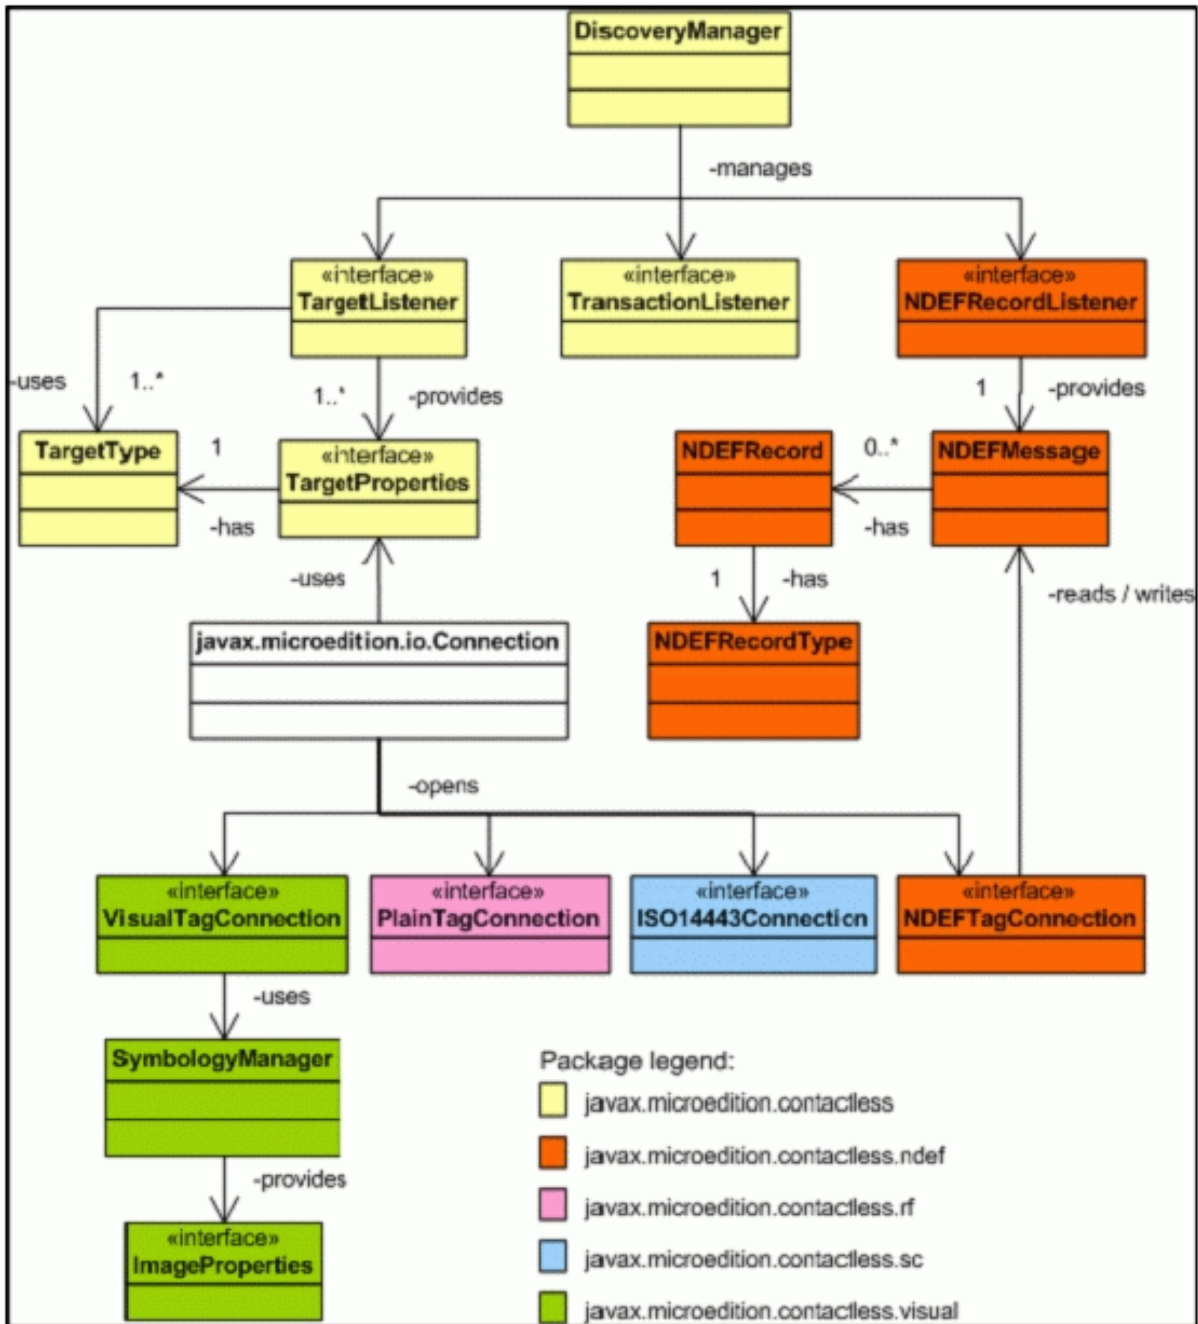 DiscoveryManager
-manages
«interface»
TargetListener
«interface»
TransactionListener
«interface»
NDEFRecordListener
-uses
1..*
1..*
-provides
1
-provides
TargetType
1
-has
«interface»
TargetProperties
NDEFRecord
0..*
-has
NDEFMessage
-uses
1
-has
-reads / writes
javax.microedition.io.Connection
NDEFRecordType
-opens
«interface»
VisualTagConnection
«interface»
PlainTagConnection
«interface»
ISO14443Connection
«interface»
NDEFTagConnection
-uses
SymbologyManager
-provides
«interface»
ImageProperties
Package legend:
javax.microedition.contactless
javax.microedition.contactless.ndef
javax.microedition.contactless.rf
javax.microedition.contactless.sc
javax.microedition.contactless.visual